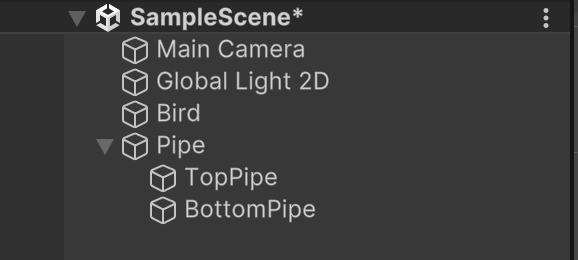 SampleScene*
Main Camera
Global Light 2D
Bird
Pipe
TopPipe
BottomPipe